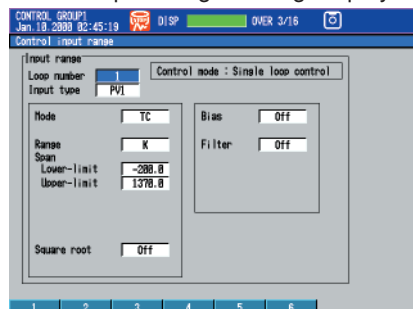 CONTROL GROUP1
Jan.10.2000 02:45:19 DISP OVER 3/16
Control input range
Input range
Loop number 1
Input type PV1
Control mode : Single loop control
Mode TC
Range K
Span
Lower-limit -200.0
Upper-limit 1370.0
Square root Off
Bias Off
Filter Off
1 2 3 4 5 6